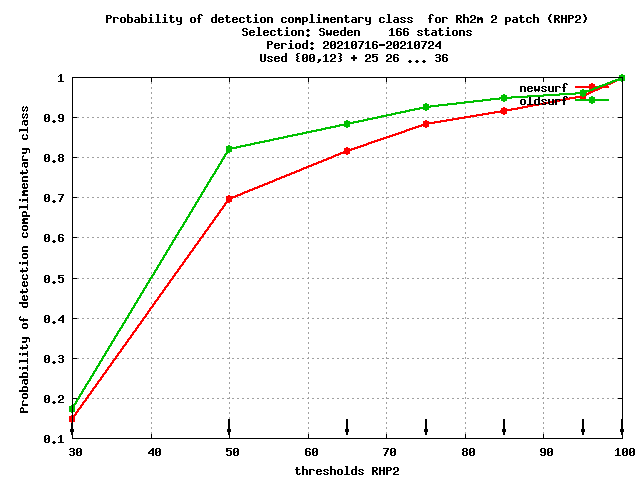 Probability of detection complimentary class  for Rh2m 2 patch (RHP2)
Selection: Sweden    166 stations
Period: 20210716-20210724
Used {00,12} + 25 26 ... 36
newsurf
oldsurf
Probability of detection complimentary class
1
0.9
0.8
0.7
0.6
0.5
0.4
0.3
0.2
0.1
30 40 50 60 70 80 90 100
thresholds RHP2